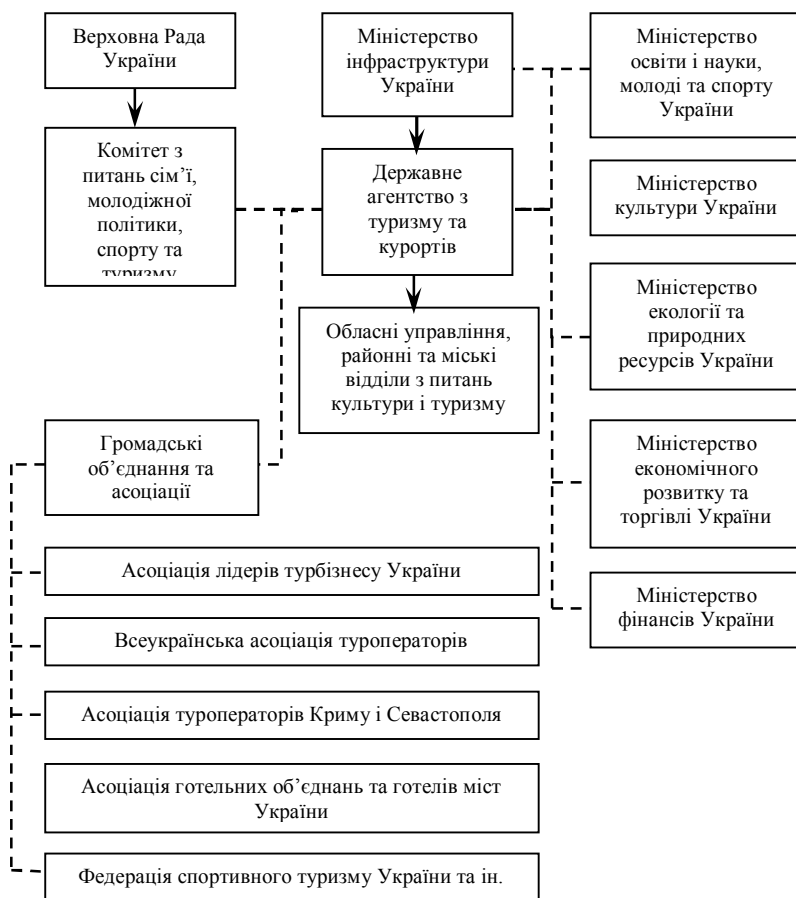 Верховна Рада
України
Міністерство
інфраструктури
України
Міністерство
освіти і науки,
молоді та спорту
України
Комітет з
питань сім’ї,
молодіжної
політики,
спорту та
туризму
Державне
агентство з
туризму та
курортів
Міністерство
культури України
Міністерство
екології та
природних
ресурсів України
Обласні управління,
районні та міські
відділи з питань
культури і туризму
Громадські
об’єднання та
асоціації
Міністерство
економічного
розвитку та
торгівлі України
Асоціація лідерів турбізнесу України
Міністерство
фінансів України
Всеукраїнська асоціація туроператорів
Асоціація туроператорів Криму і Севастополя
Асоціація готельних об’єднань та готелів міст
України
Федерація спортивного туризму України та ін.